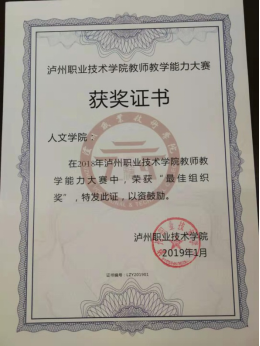 泸州职业技术学院教师教学能力大赛
获奖证书
人文学院：
在2018年泸州职业技术学院教师教
学能力大赛中，荣获“最佳组织
奖”，特发此证，以资鼓励。
泸州职业技术学院
2019年1月